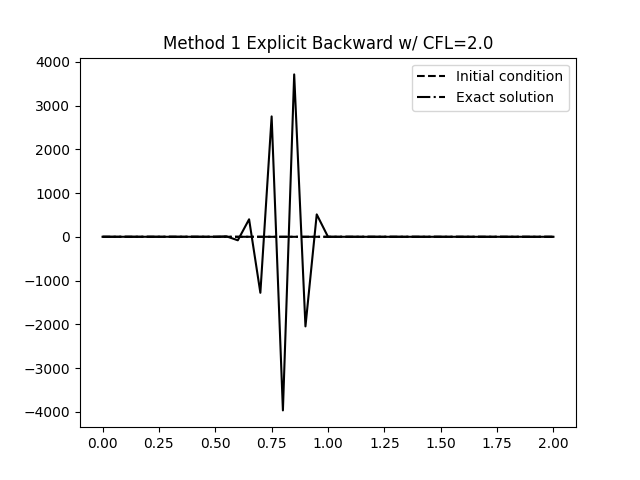 Method 1 Explicit Backward w/ CFL=2.0
Initial condition
Exact solution
4000
3000
2000
1000
0
−1000
−2000
−3000
−4000
0.00 0.25 0.50 0.75 1.00 1.25 1.50 1.75 2.00